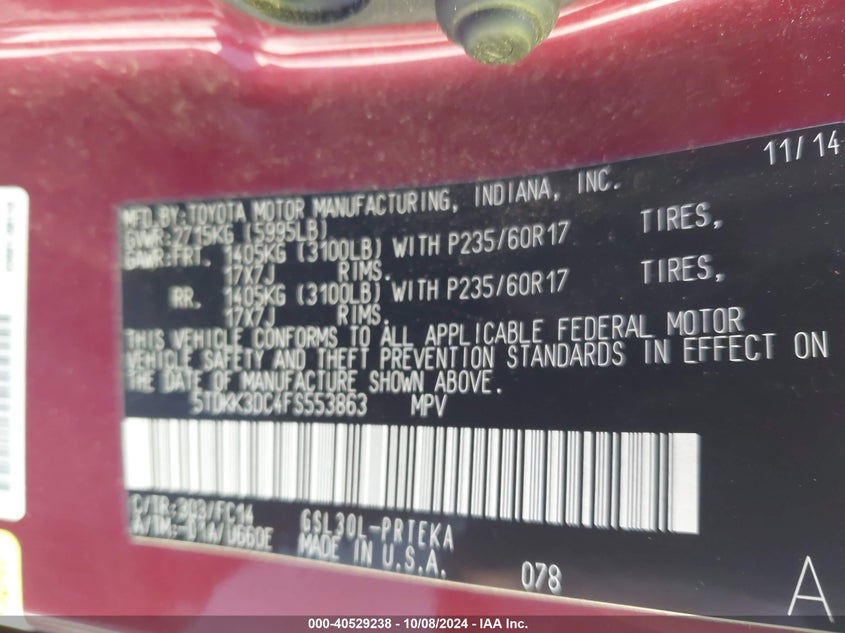 11/14
MFD. BY: TOYOTA MOTOR MANUFACTURING, INDIANA, INC.
GVWR: 2715KG (5995LB)
GAWR: FRT. 1405KG (3100LB) WITH P235/60R17 TIRES,
17X7J RIMS.
RR. 1405KG (3100LB) WITH P235/60R17 TIRES,
17X7J RIMS.
THIS VEHICLE CONFORMS TO ALL APPLICABLE FEDERAL MOTOR
VEHICLE SAFETY AND THEFT PREVENTION STANDARDS IN EFFECT ON
THE DATE OF MANUFACTURE SHOWN ABOVE.
5TDKK3DC4FS553863 MPV
C/TR: 3Q3/FC14 GSL30L-PRTEKA
MADE IN U.S.A.
078
A
000-40529238 - 10/08/2024 - IAA Inc.